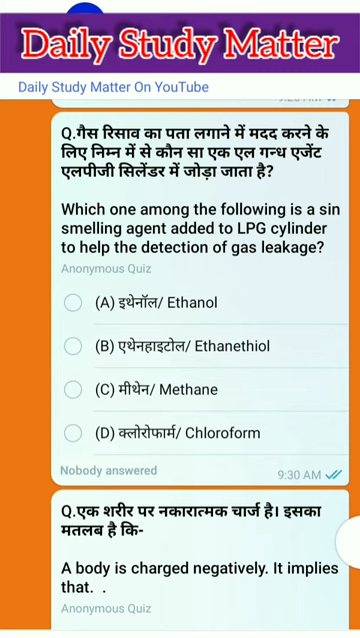 Daily Study Matter
Daily Study Matter On YouTube
Q.गैस रिसाव का पता लगाने में मदद करने के
लिए निम्न में से कौन सा एक एल गन्ध एजेंट
एलपीजी सिलेंडर में जोड़ा जाता है?
Which one among the following is a sin
smelling agent added to LPG cylinder
to help the detection of gas leakage?
Anonymous Quiz
(A) इथेनॉल/ Ethanol
(B) एथेनहाइटोल/ Ethanethiol
(C) मीथेन/ Methane
(D) क्लोरोफार्म/ Chloroform
Nobody answered
9:30 AM
Q.एक शरीर पर नकारात्मक चार्ज है। इसका
मतलब है कि-
A body is charged negatively. It implies
that. .
Anonymous Quiz